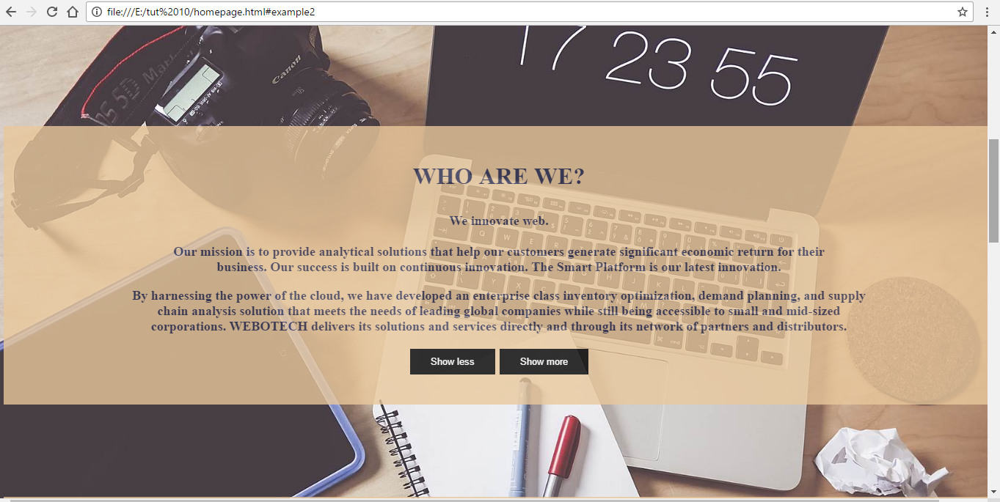 file:///E:/tut%2010/homepage.html#example2
Canon
17 23 55
WHO ARE WE?
We innovate web.
Our mission is to provide analytical solutions that help our customers generate significant economic return for their
business. Our success is built on continuous innovation. The Smart Platform is our latest innovation.
By harnessing the power of the cloud, we have developed an enterprise class inventory optimization, demand planning, and supply
chain analysis solution that meets the needs of leading global companies while still being accessible to small and mid-sized
corporations. WEBOTECH delivers its solutions and services directly and through its network of partners and distributors.
Show less Show more